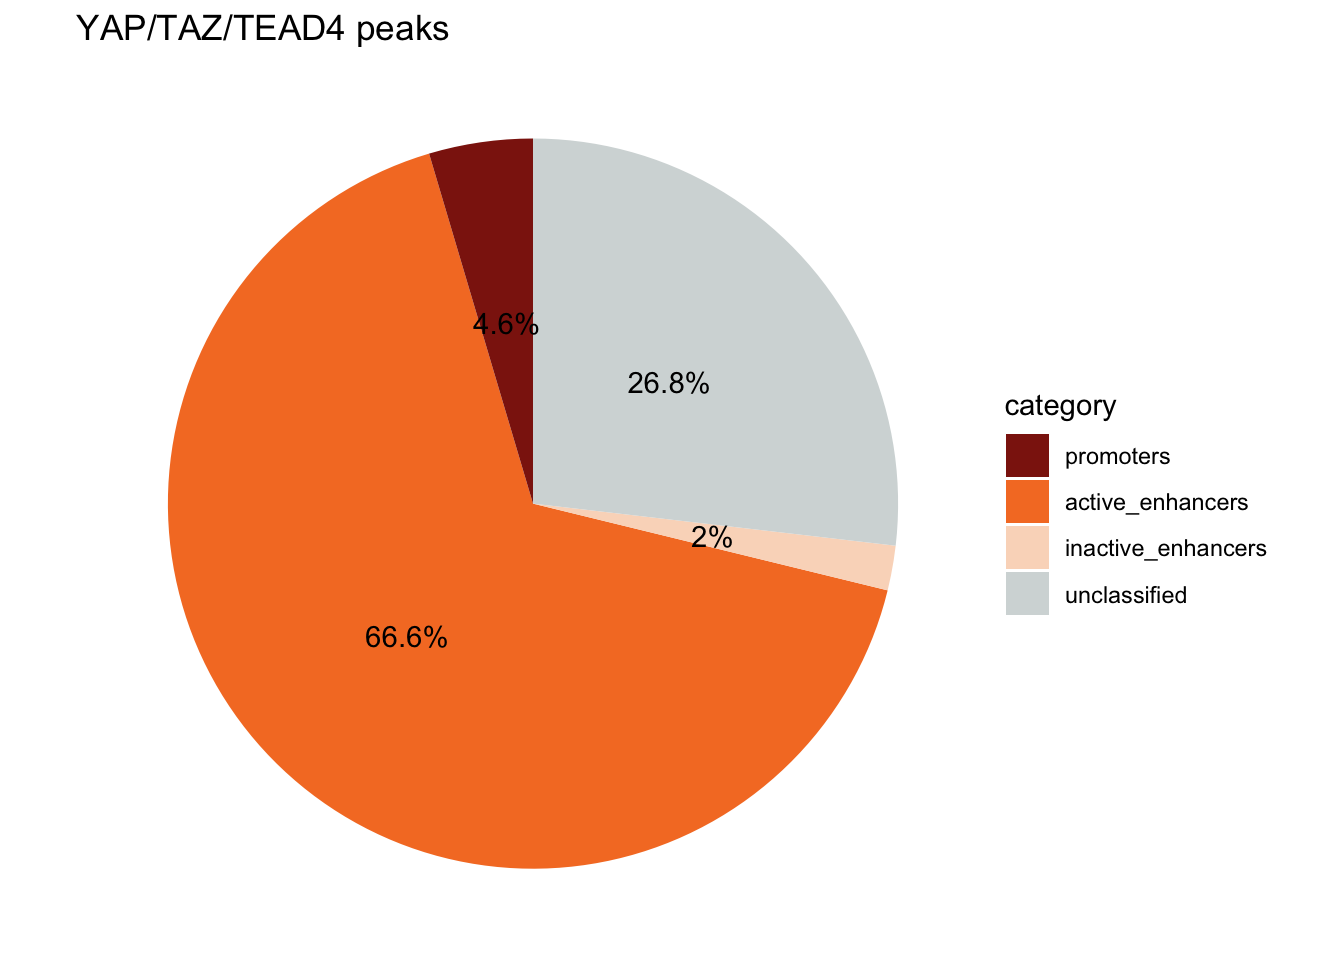 YAP/TAZ/TEAD4 peaks
4.6%
26.8%
2%
66.6%
category
promoters
active_enhancers
inactive_enhancers
unclassified